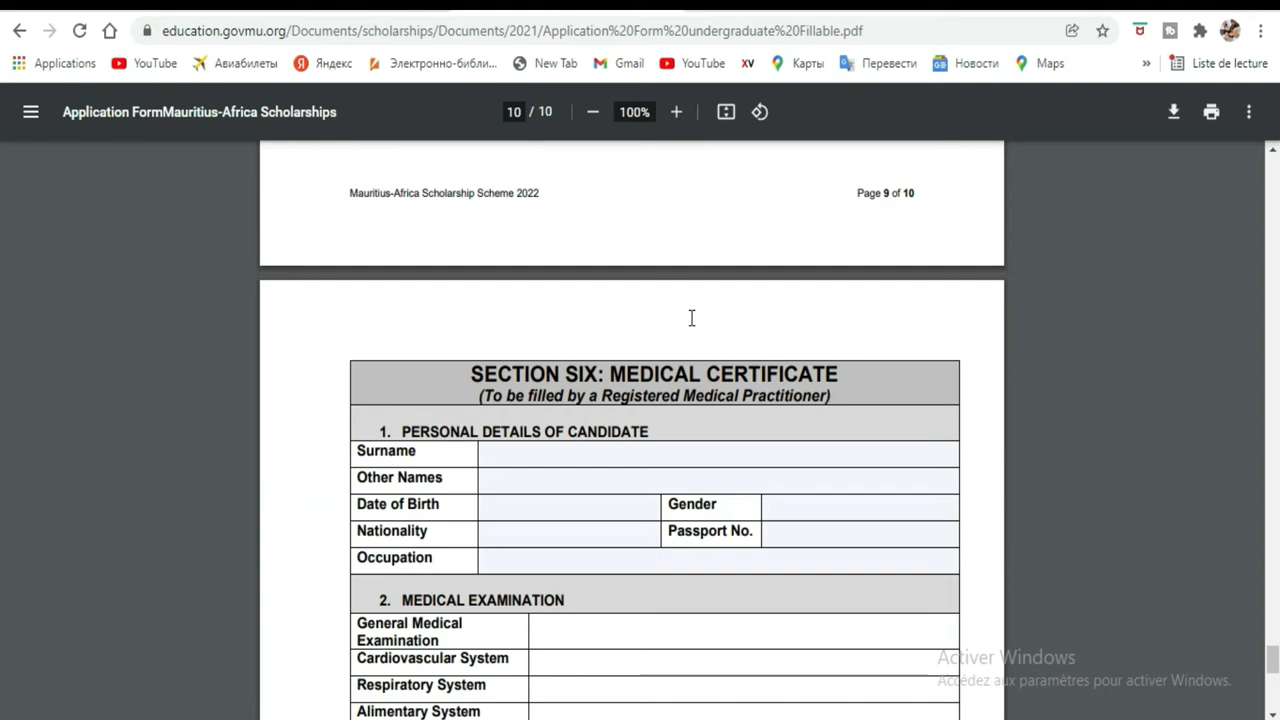 education.govmu.org/Documents/scholarships/Documents/2021/Application%20Form%20undergraduate%20Fillable.pdf
Applications YouTube Авиабилеты Яндекс Электронно-библи... New Tab Gmail YouTube XV Карты Перевести Новости Maps » Liste de lecture
Application FormMauritius-Africa Scholarships 10 / 10 100%
Mauritius-Africa Scholarship Scheme 2022 Page 9 of 10
SECTION SIX: MEDICAL CERTIFICATE
(To be filled by a Registered Medical Practitioner)
1. PERSONAL DETAILS OF CANDIDATE
Surname
Other Names
Date of Birth Gender
Nationality Passport No.
Occupation
2. MEDICAL EXAMINATION
General Medical
Examination
Cardiovascular System
Respiratory System
Alimentary System
Activer Windows
Accédez aux paramètres pour activer Windows.